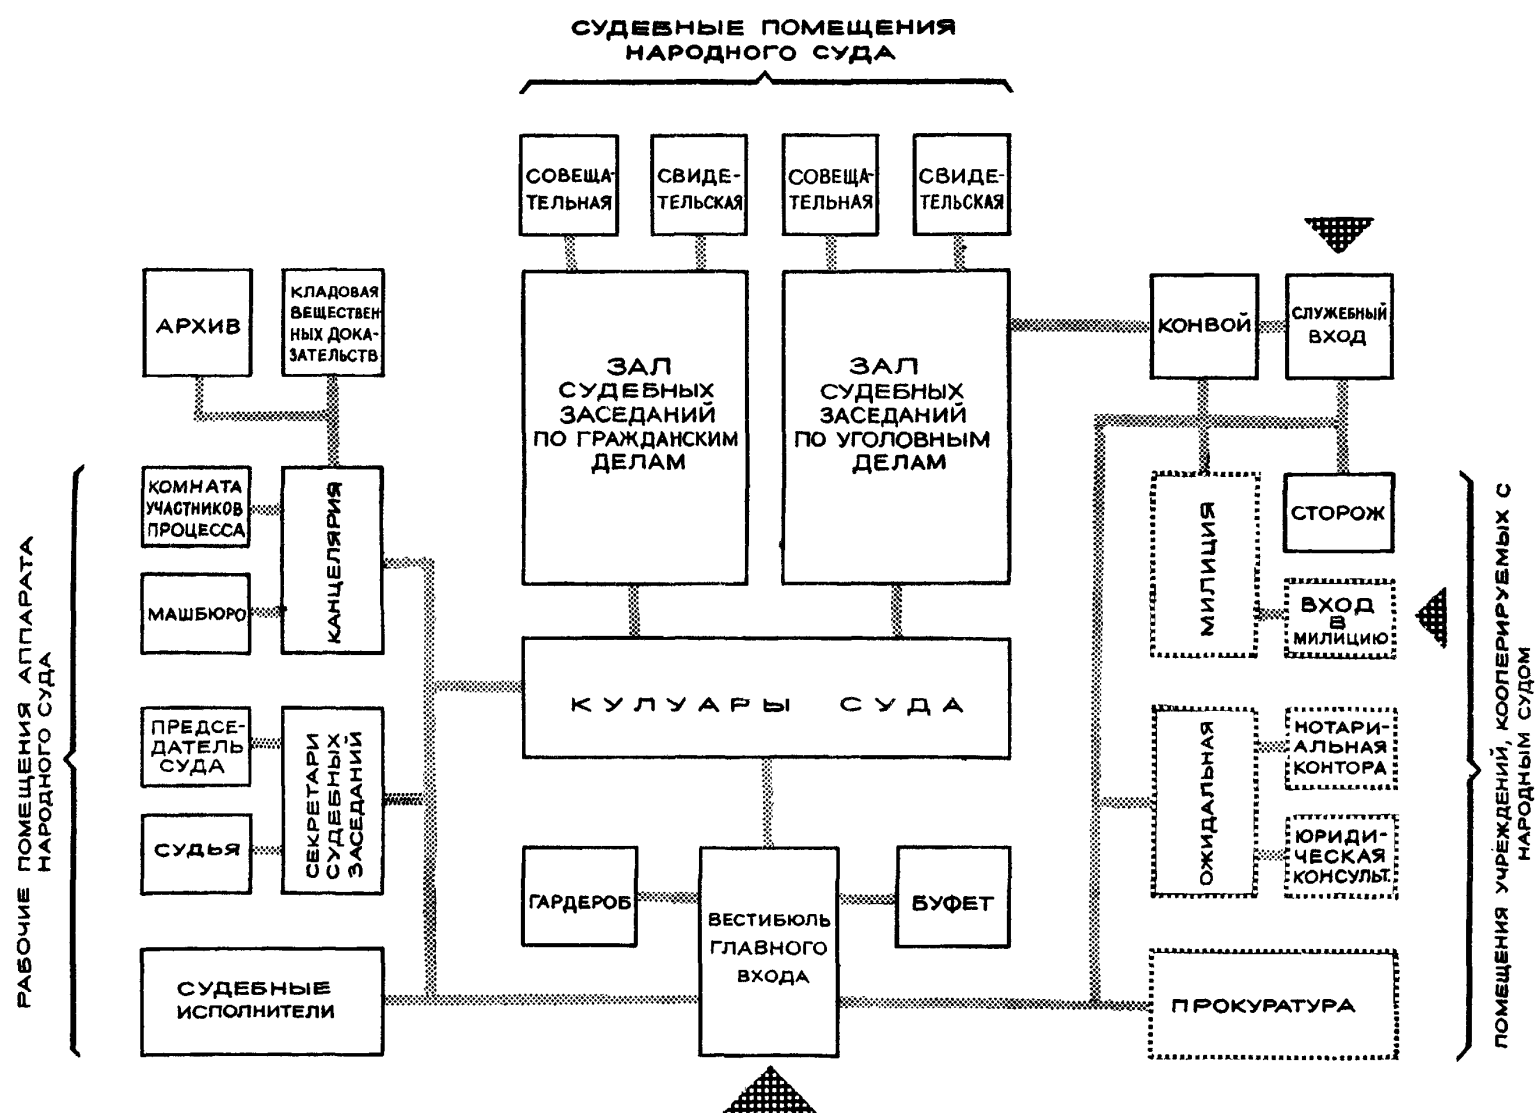 СУДЕБНЫЕ ПОМЕЩЕНИЯ
НАРОДНОГО СУДА
СОВЕЩА-
ТЕЛЬНАЯ
СВИДЕ-
ТЕЛЬСКАЯ
СОВЕЩА-
ТЕЛЬНАЯ
СВИДЕ-
ТЕЛЬСКАЯ
АРХИВ
КЛАДОВАЯ
ВЕЩЕСТВЕН-
НЫХ ДОКА-
ЗАТЕЛЬСТВ
ЗАЛ
СУДЕБНЫХ
ЗАСЕДАНИЙ
ПО ГРАЖДАНСКИМ
ДЕЛАМ
ЗАЛ
СУДЕБНЫХ
ЗАСЕДАНИЙ
ПО УГОЛОВНЫМ
ДЕЛАМ
КОНВОЙ
СЛУЖЕБНЫЙ
ВХОД
РАБОЧИЕ ПОМЕЩЕНИЯ АППАРАТА
НАРОДНОГО СУДА
КОМНАТА
УЧАСТНИКОВ
ПРОЦЕССА
МАШБЮРО
КАНЦЕЛЯРИЯ
МИЛИЦИЯ
СТОРОЖ
ВХОД
В
МИЛИЦИЮ
КУЛУАРЫ СУДА
ПРЕДСЕ-
ДАТЕЛЬ
СУДА
СУДЬЯ
СЕКРЕТАРИ
СУДЕБНЫХ
ЗАСЕДАНИЙ
ОЖИДАЛЬНАЯ
НОТАРИ-
АЛЬНАЯ
КОНТОРА
ЮРИДИ-
ЧЕСКАЯ
КОНСУЛЬТ.
ГАРДЕРОБ
ВЕСТИБЮЛЬ
ГЛАВНОГО
ВХОДА
БУФЕТ
СУДЕБНЫЕ
ИСПОЛНИТЕЛИ
ПРОКУРАТУРА
ПОМЕЩЕНИЯ УЧРЕЖДЕНИЙ, КООПЕРИРУЕМЫХ С
НАРОДНЫМ СУДОМ